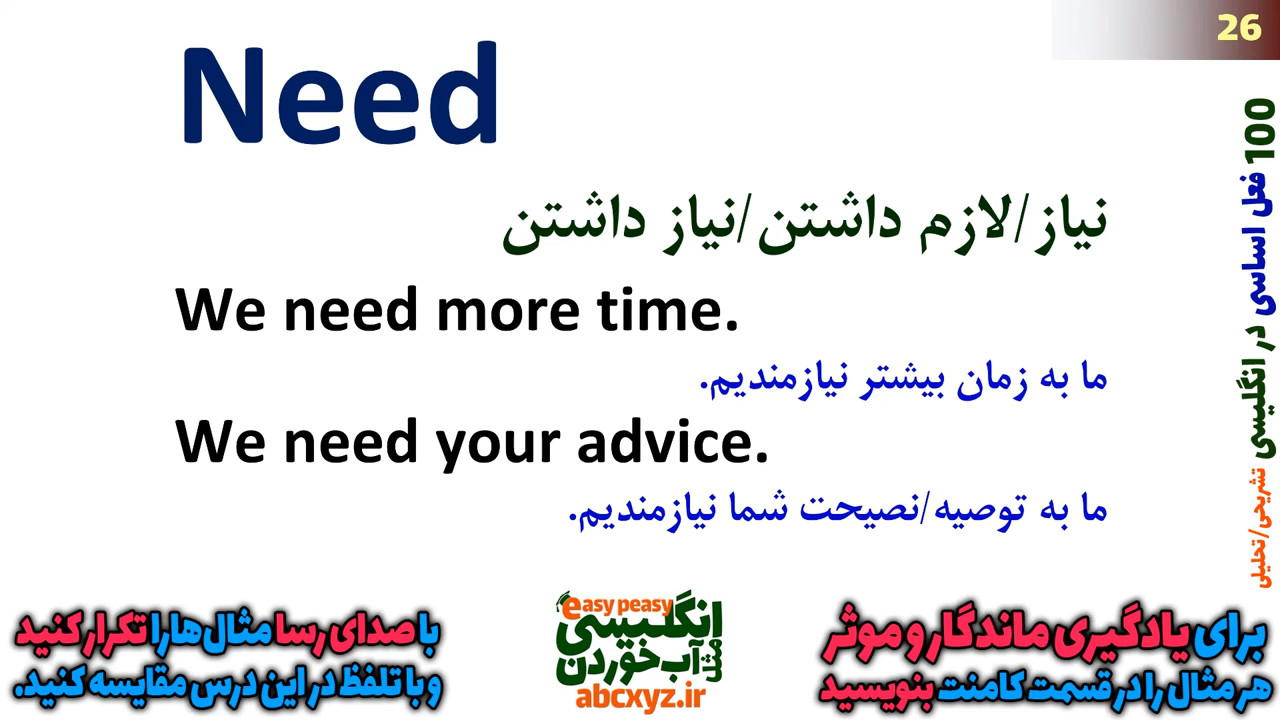 26
Need
نیاز/لازم داشتن/نیاز داشتن
We need more time.
ما به زمان بیشتر نیازمندیم.
We need your advice.
ما به توصیه/نصیحت شما نیازمندیم.
100 فعل اساسی در انگلیسی تشریحی/تحلیلی
برای یادگیری ماندگار و موثر
هر مثال را در قسمت کامنت بنویسید
easy peasy
انگلیسی
مثل آب خوردن
abcxyz.ir
با صدای رسا مثال‌ها را تکرار کنید
و با تلفظ در این درس مقایسه کنید.